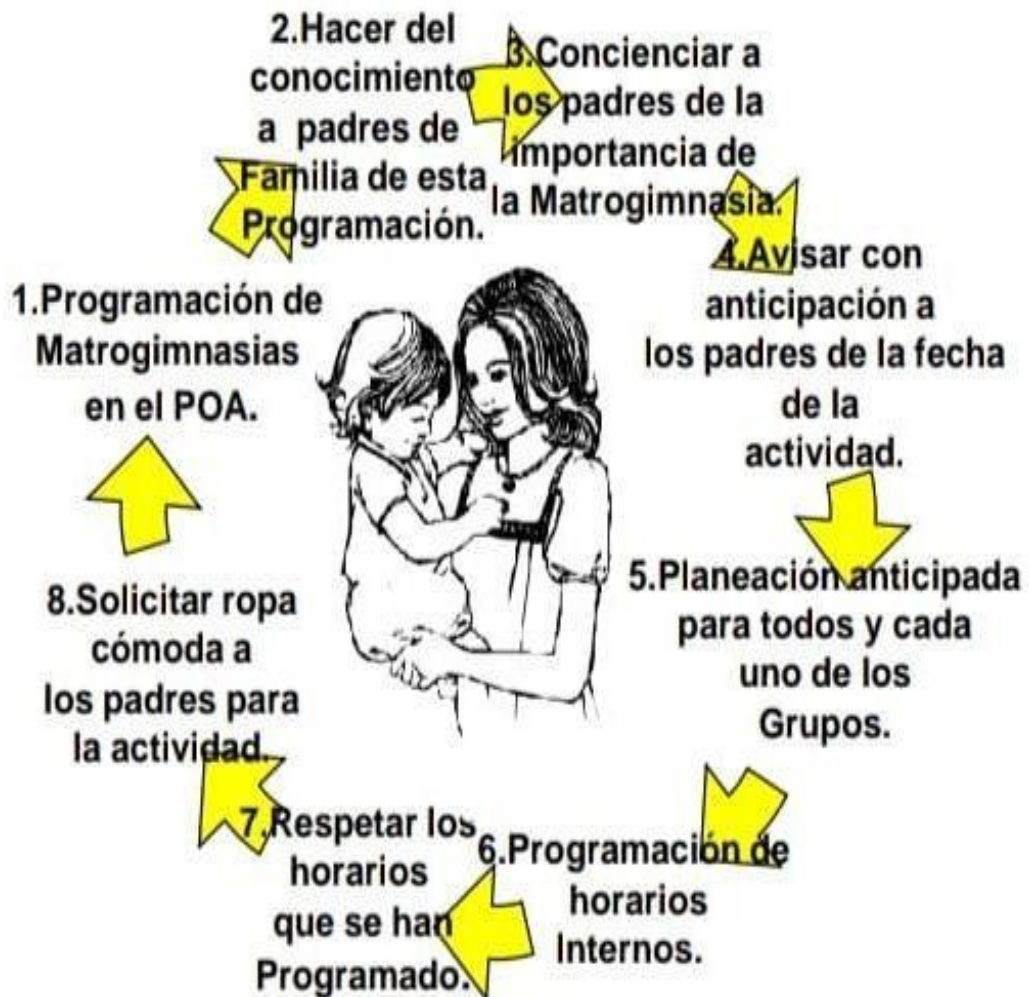 1.Programación de
Matrogimnasias
en el POA.
2.Hacer del
conocimiento
a padres de
Familia de esta
Programación.
3.Concienciar a
los padres de la
importancia de
la Matrogimnasia.
4.Avisar con
anticipación a
los padres de la fecha
de la
actividad.
5.Planeación anticipada
para todos y cada
uno de los
Grupos.
6.Programación de
horarios
Internos.
7.Respetar los
horarios
que se han
Programado.
8.Solicitar ropa
cómoda a
los padres para
la actividad.